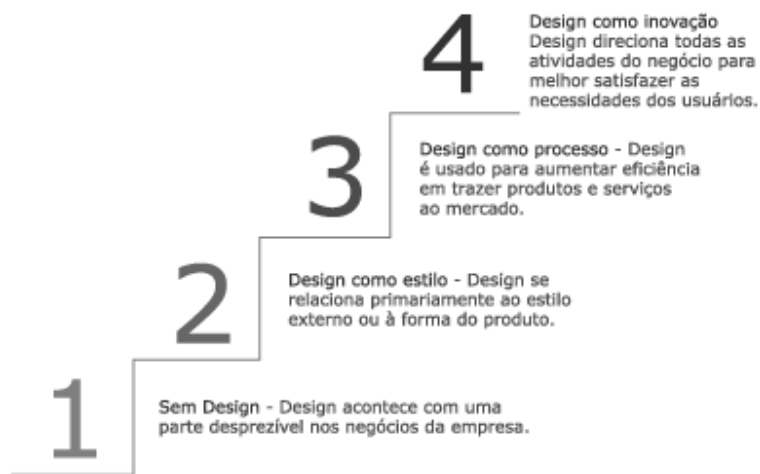 4
Design como inovação
Design direciona todas as
atividades do negócio para
melhor satisfazer as
necessidades dos usuários.
3
Design como processo - Design
é usado para aumentar eficiência
em trazer produtos e serviços
ao mercado.
2
Design como estilo - Design se
relaciona primariamente ao estilo
externo ou à forma do produto.
1
Sem Design - Design acontece com uma
parte desprezível nos negócios da empresa.